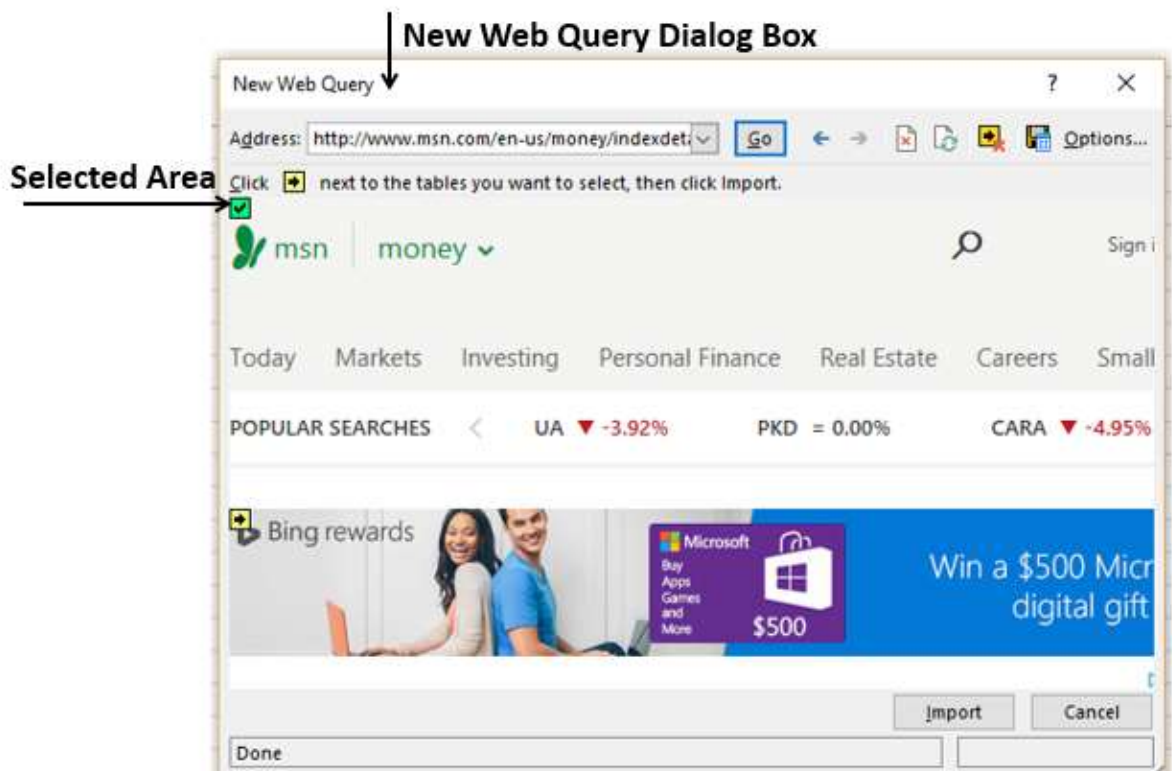 New Web Query Dialog Box
New Web Query ?
Address: http://www.msn.com/en-us/money/indexdet Go Options...
Selected Area
Click next to the tables you want to select, then click Import.
msn money
Sign i
Today Markets Investing Personal Finance Real Estate Careers Small
POPULAR SEARCHES UA ▼ -3.92% PKD = 0.00% CARA ▼ -4.95%
Bing rewards
Microsoft
Buy
Apps
Games
and
More
$500
Win a $500 Micr
digital gift
Import Cancel
Done